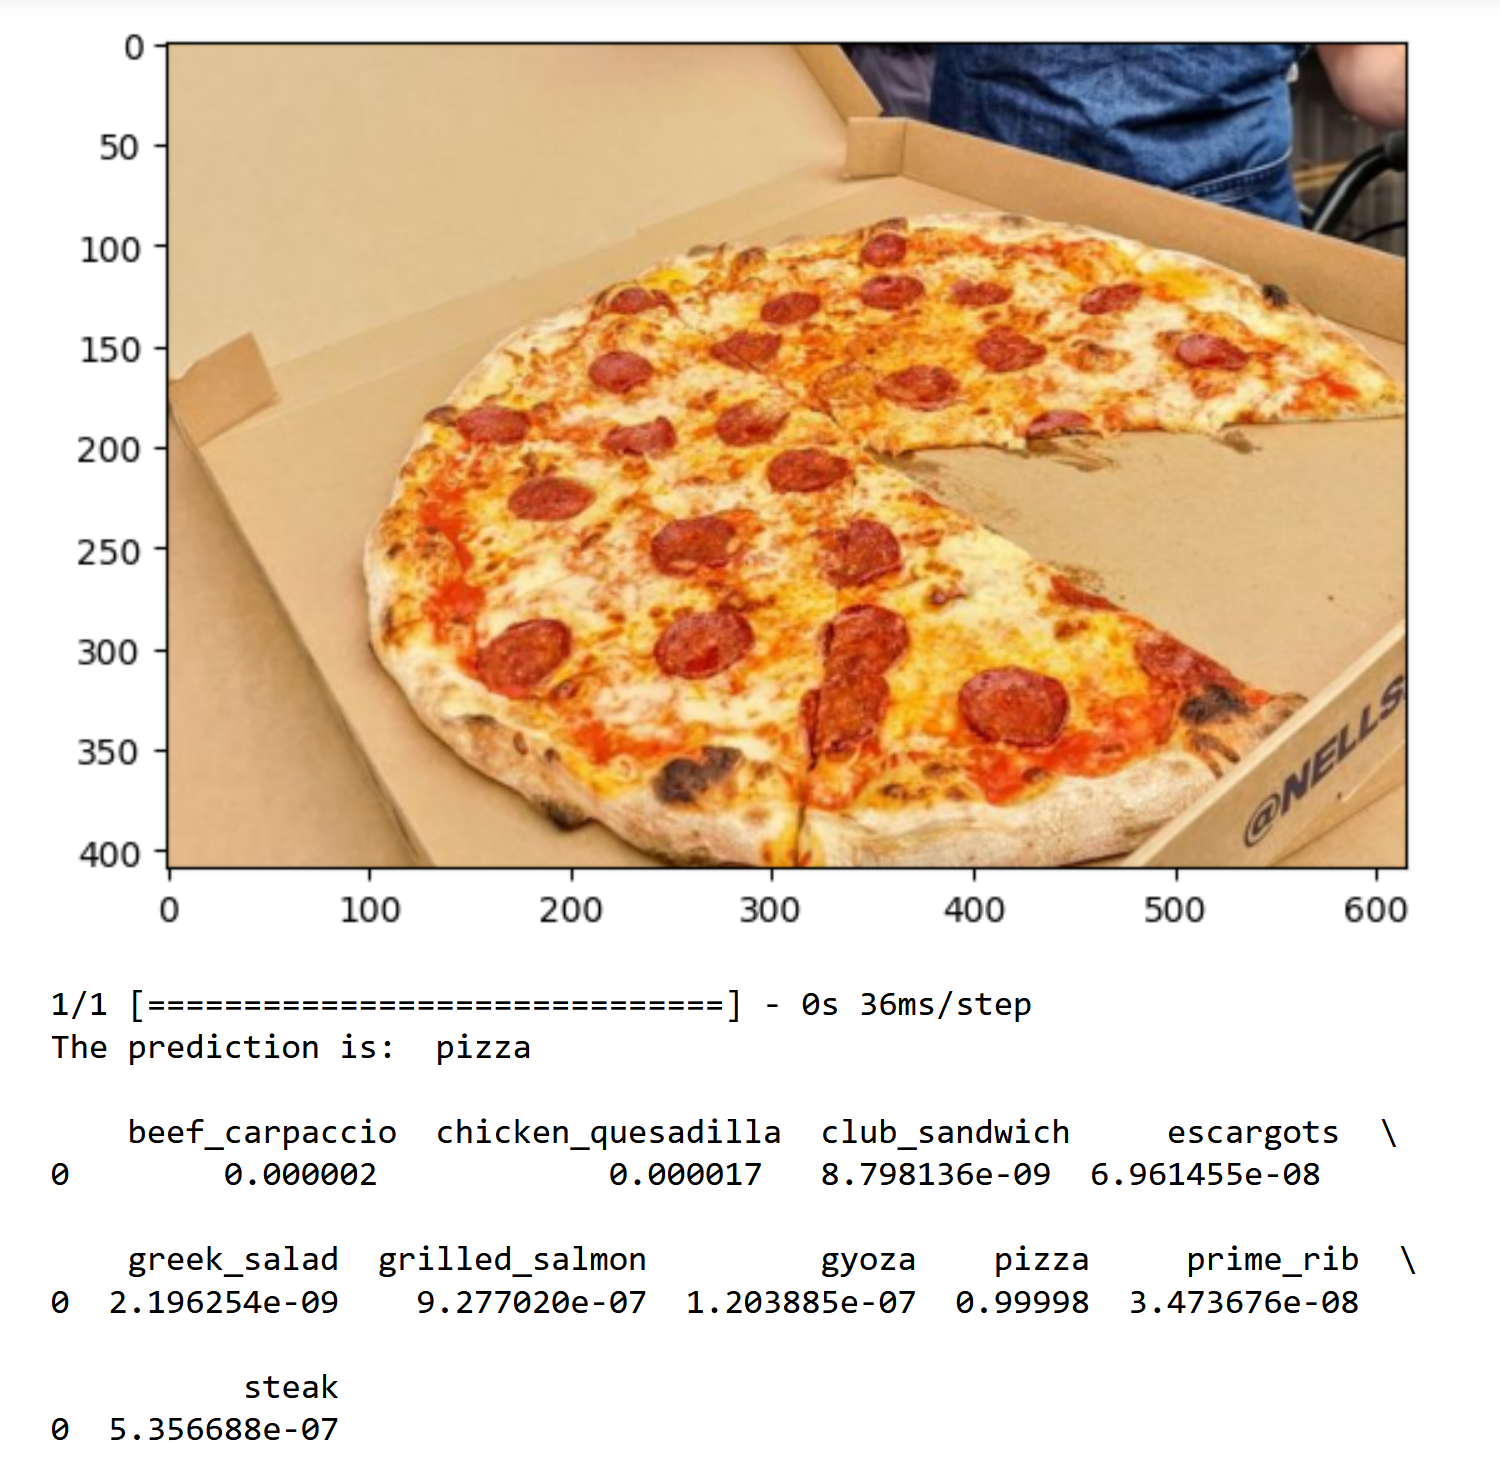 0
50
100
150
200
250
300
350
400
@NELLS
0 100 200 300 400 500 600
1/1 [==============================] - 0s 36ms/step
The prediction is:  pizza
beef_carpaccio  chicken_quesadilla  club_sandwich     escargots  \
0        0.000002            0.000017   8.798136e-09  6.961455e-08
greek_salad  grilled_salmon         gyoza    pizza     prime_rib  \
0  2.196254e-09    9.277020e-07  1.203885e-07  0.99998  3.473676e-08
steak
0  5.356688e-07